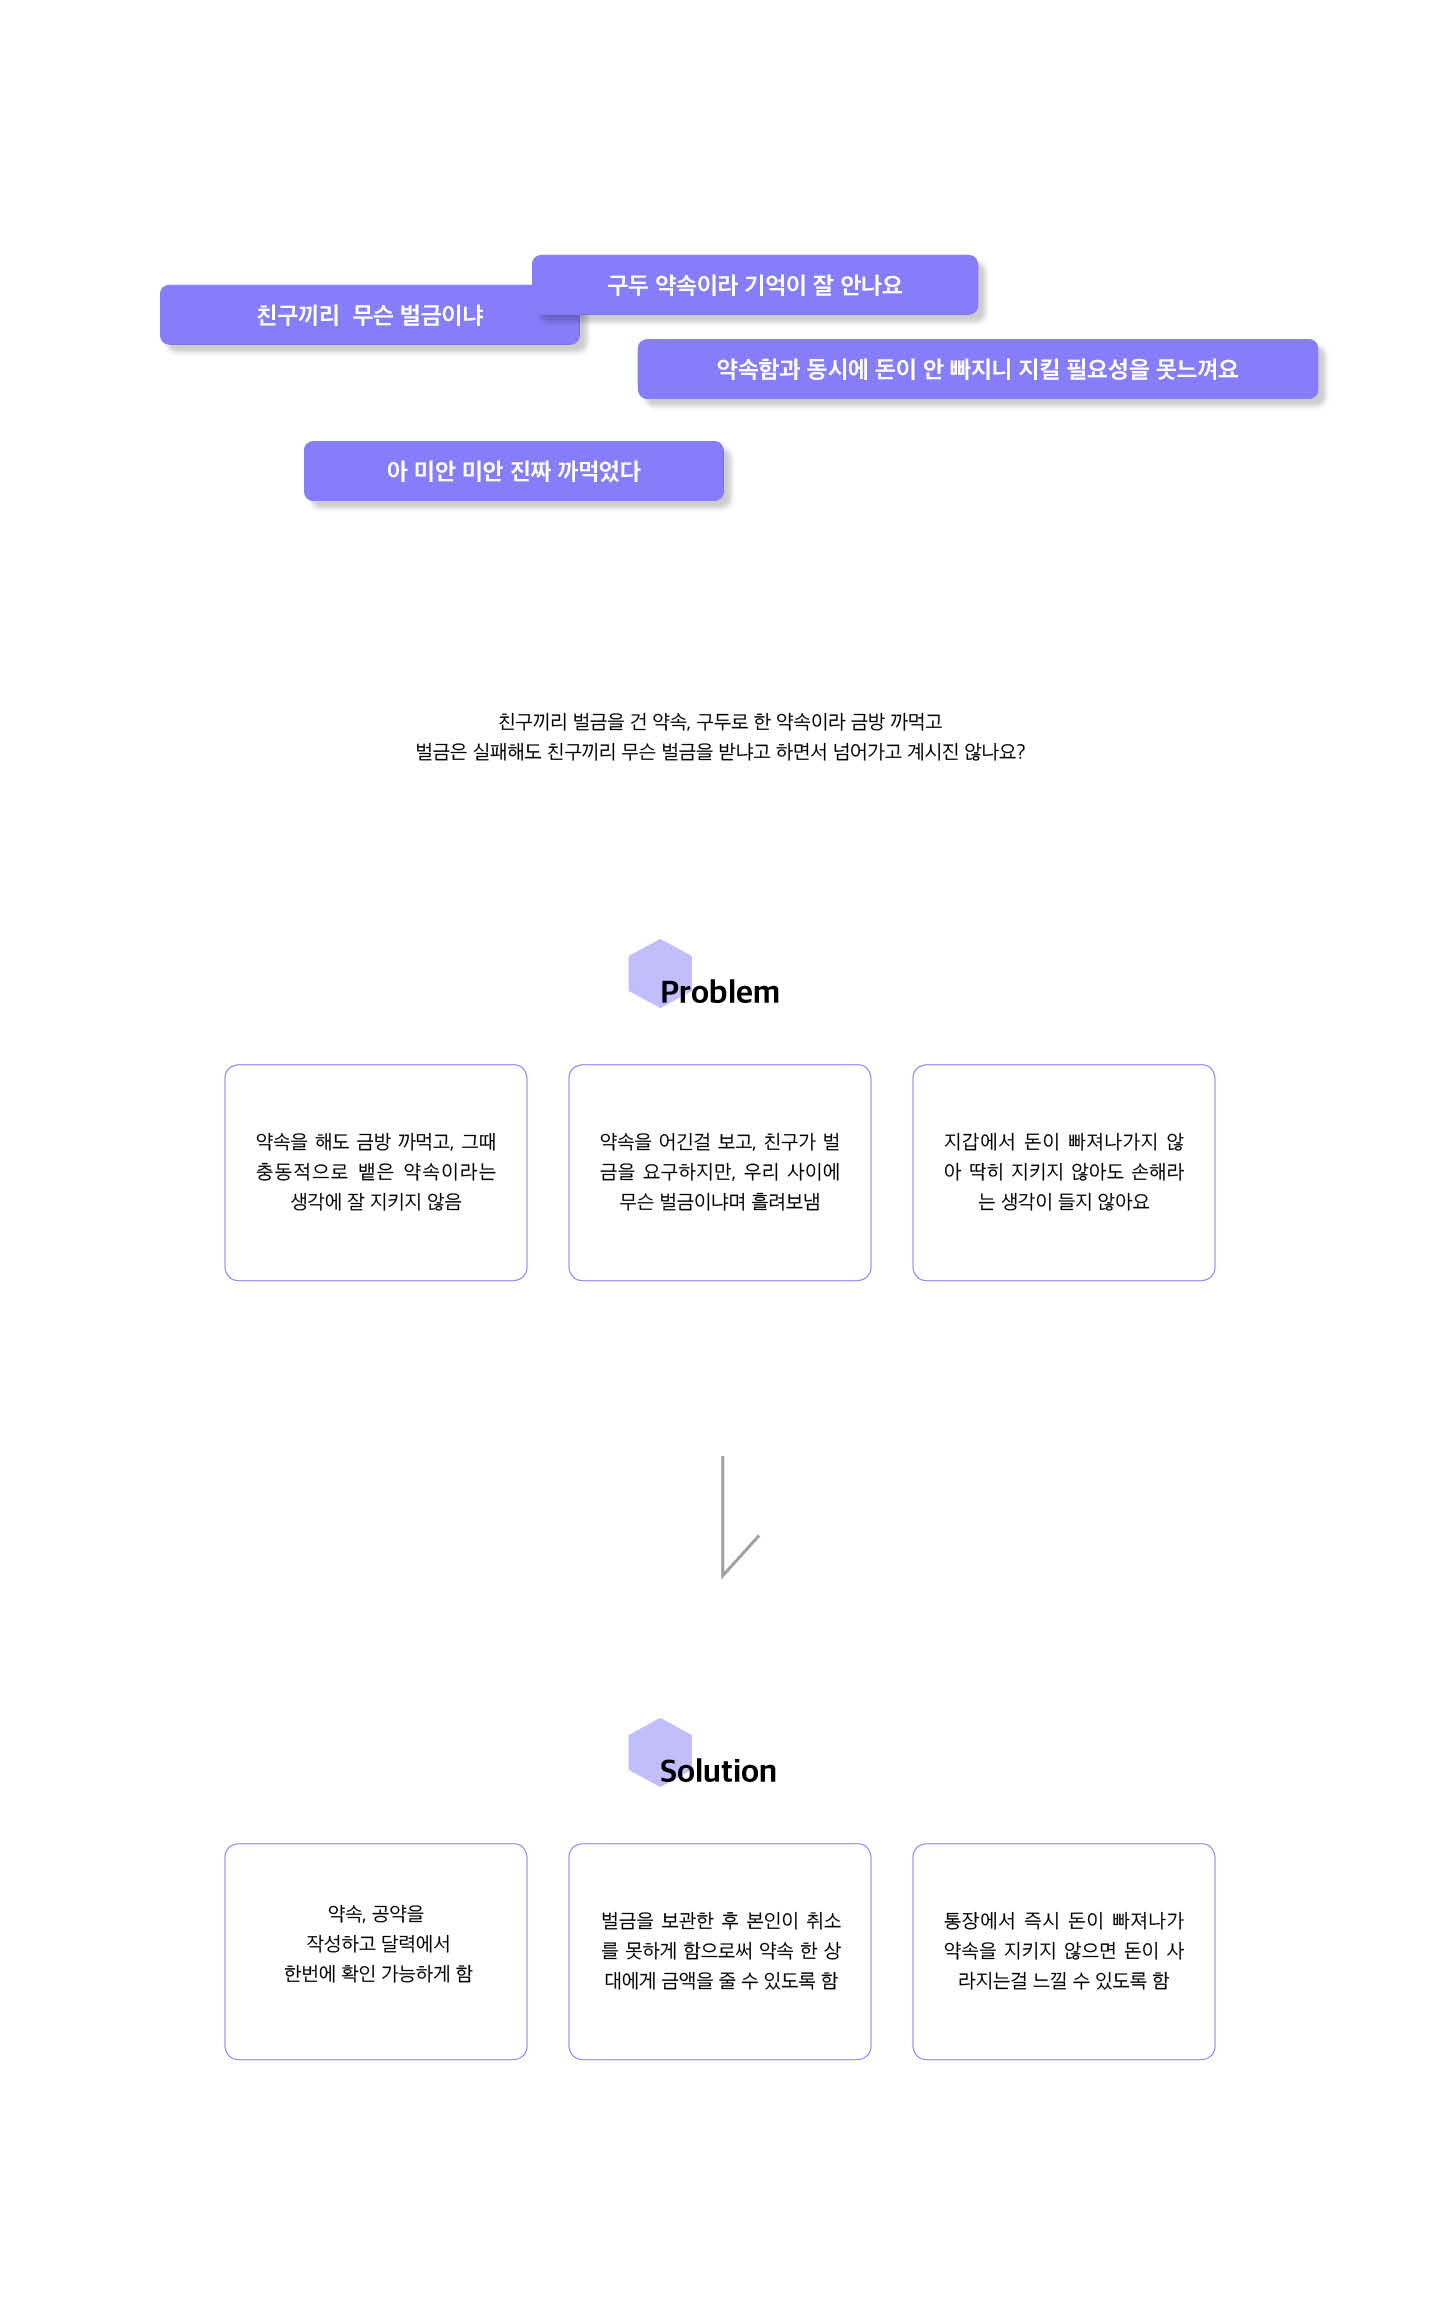 구두 약속이라 기억이 잘 안나요
친구끼리 무슨 벌금이냐
약속함과 동시에 돈이 안 빠지니 지킬 필요성을 못느껴요
아 미안 미안 진짜 까먹었다
친구끼리 벌금을 건 약속, 구두로 한 약속이라 금방 까먹고
벌금은 실패해도 친구끼리 무슨 벌금을 받냐고 하면서 넘어가고 계시진 않나요?
Problem
약속을 해도 금방 까먹고, 그때
충동적으로 뱉은 약속이라는
생각에 잘 지키지 않음
약속을 어긴걸 보고, 친구가 벌
금을 요구하지만, 우리 사이에
무슨 벌금이냐며 흘려보냄
지갑에서 돈이 빠져나가지 않
아 딱히 지키지 않아도 손해라
는 생각이 들지 않아요
Solution
약속, 공약을
작성하고 달력에서
한번에 확인 가능하게 함
벌금을 보관한 후 본인이 취소
를 못하게 함으로써 약속 한 상
대에게 금액을 줄 수 있도록 함
통장에서 즉시 돈이 빠져나가
약속을 지키지 않으면 돈이 사
라지는걸 느낄 수 있도록 함